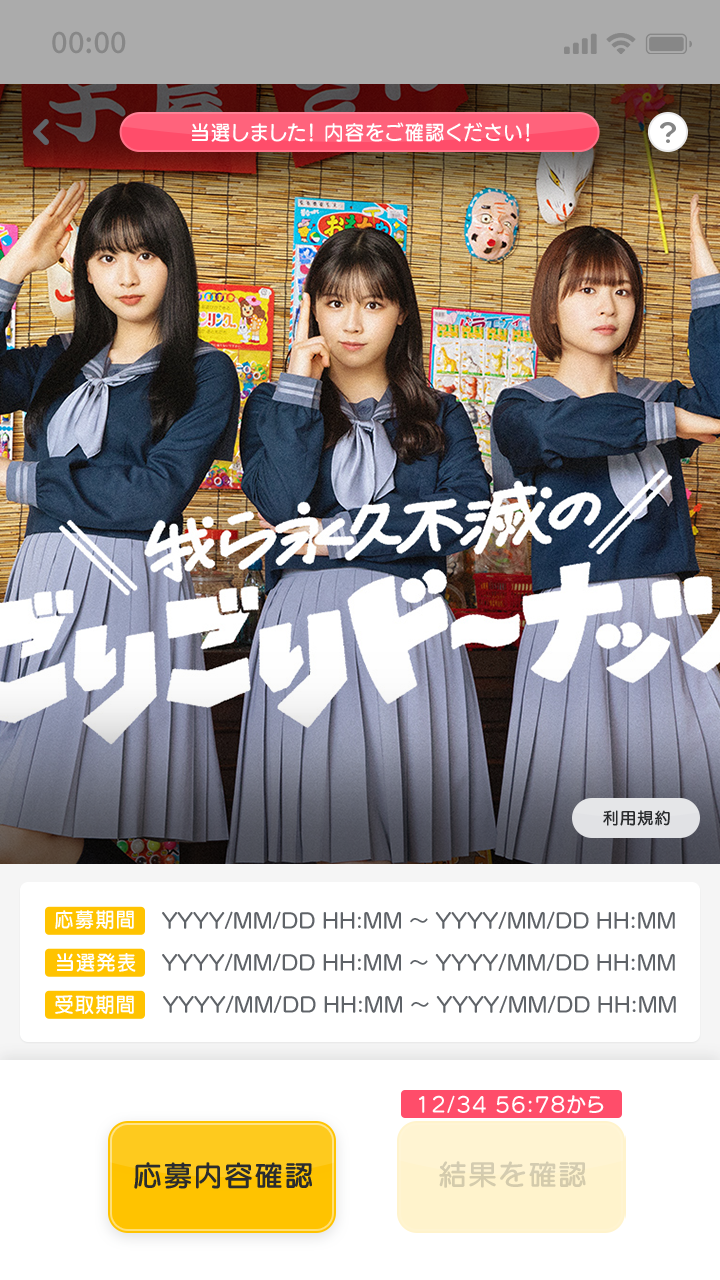 00:00
当選しました! 内容をご確認ください!
?
我ら永久不滅の
ごりごりドーナッツ
利用規約
応募期間 YYYY/MM/DD HH:MM ～ YYYY/MM/DD HH:MM
当選発表 YYYY/MM/DD HH:MM ～ YYYY/MM/DD HH:MM
受取期間 YYYY/MM/DD HH:MM ～ YYYY/MM/DD HH:MM
12/34 56:78から
応募内容確認
結果を確認